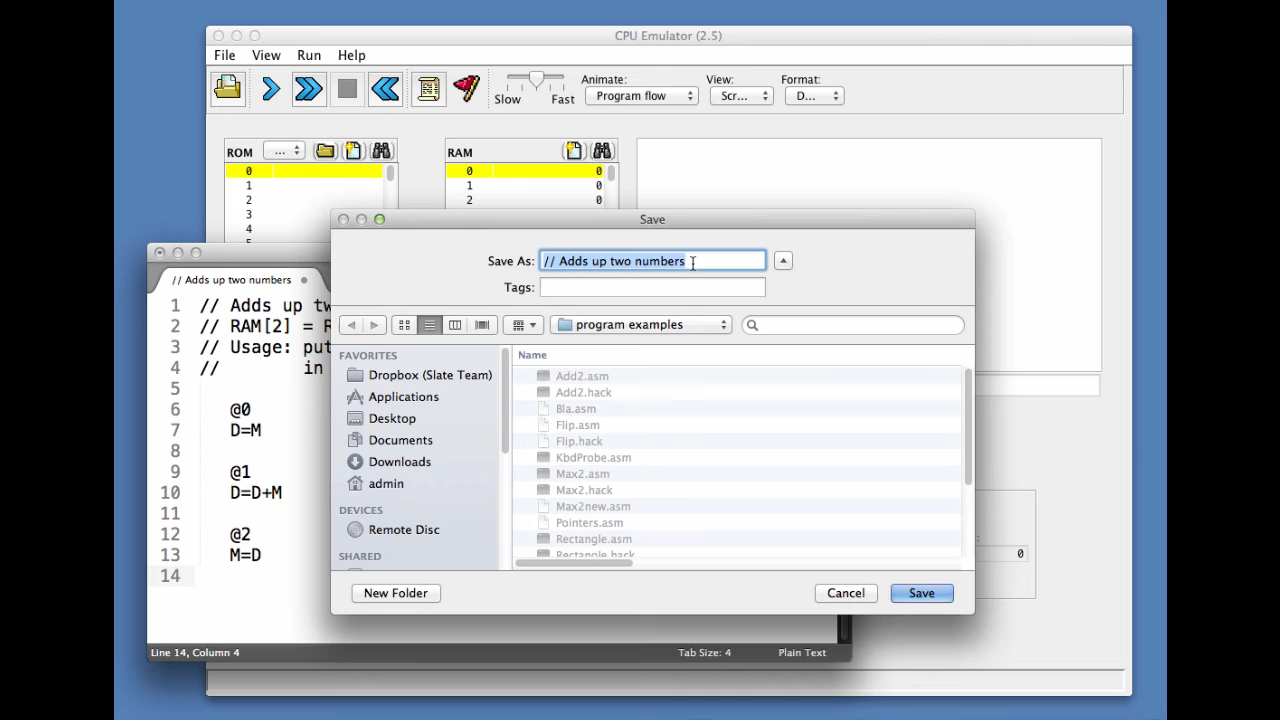 CPU Emulator (2.5)
File View Run Help
Animate: View: Format:
Slow Fast Program flow Scr... D...
ROM ... RAM
0 0 0
1 1 0
2 2 0
3
4
Save
Save As: // Adds up two numbers
Tags:
program examples
FAVORITES
Dropbox (Slate Team)
Applications
Desktop
Documents
Downloads
admin
DEVICES
Remote Disc
SHARED
Name
Add2.asm
Add2.hack
Bla.asm
Flip.asm
Flip.hack
KbdProbe.asm
Max2.asm
Max2.hack
Max2new.asm
Pointers.asm
Rectangle.asm
Rectangle.hack
New Folder Cancel Save
// Adds up two numbers
1 // Adds up tw
2 // RAM[2] = R
3 // Usage: put
4 // in
5
6 @0
7 D=M
8
9 @1
10 D=D+M
11
12 @2
13 M=D
14
Line 14, Column 4 Tab Size: 4 Plain Text
0